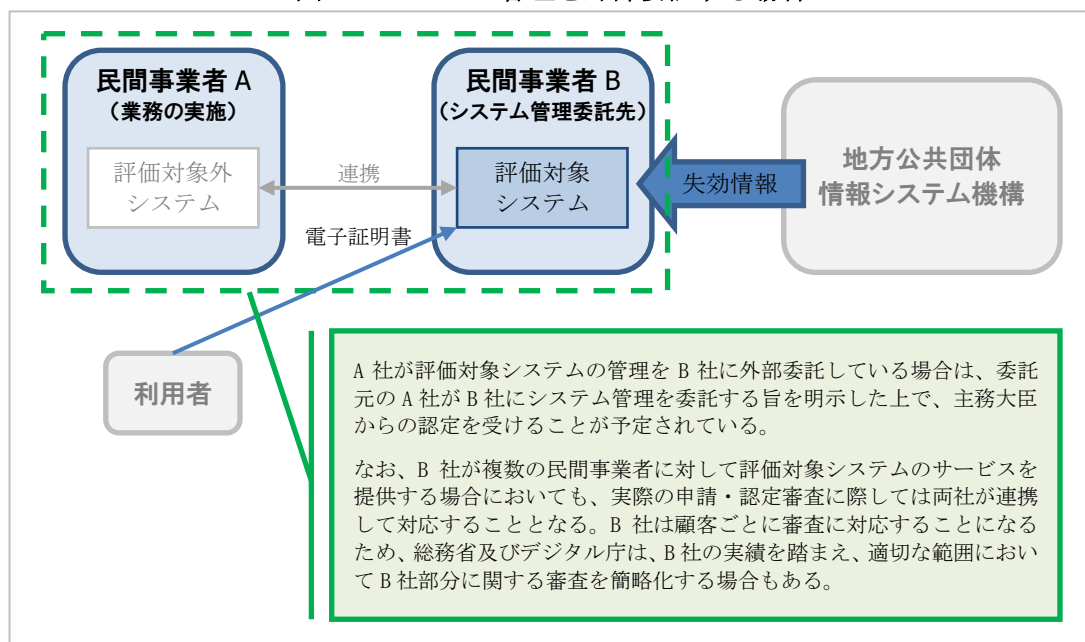 民間事業者 A
（業務の実施）
評価対象外
システム
連携
民間事業者 B
（システム管理委託先）
評価対象
システム
失効情報
地方公共団体
情報システム機構
電子証明書
利用者
A 社が評価対象システムの管理を B 社に外部委託している場合は、委託
元の A 社が B 社にシステム管理を委託する旨を明示した上で、主務大臣
からの認定を受けることが予定されている。
なお、B 社が複数の民間事業者に対して評価対象システムのサービスを
提供する場合においても、実際の申請・認定審査に際しては両社が連携
して対応することとなる。B 社は顧客ごとに審査に対応することになる
ため、総務省及びデジタル庁は、B 社の実績を踏まえ、適切な範囲におい
て B 社部分に関する審査を簡略化する場合もある。